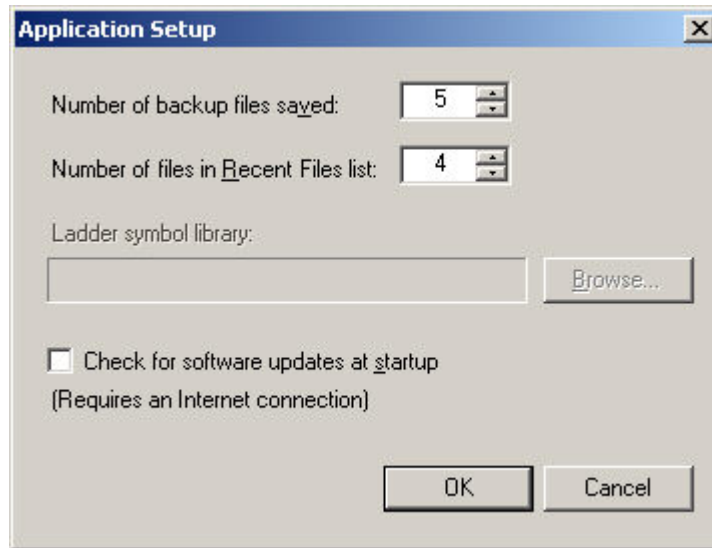 Application Setup
Number of backup files saved: 5
Number of files in Recent Files list: 4
Ladder symbol library:
Browse...
Check for software updates at startup
(Requires an Internet connection)
OK Cancel